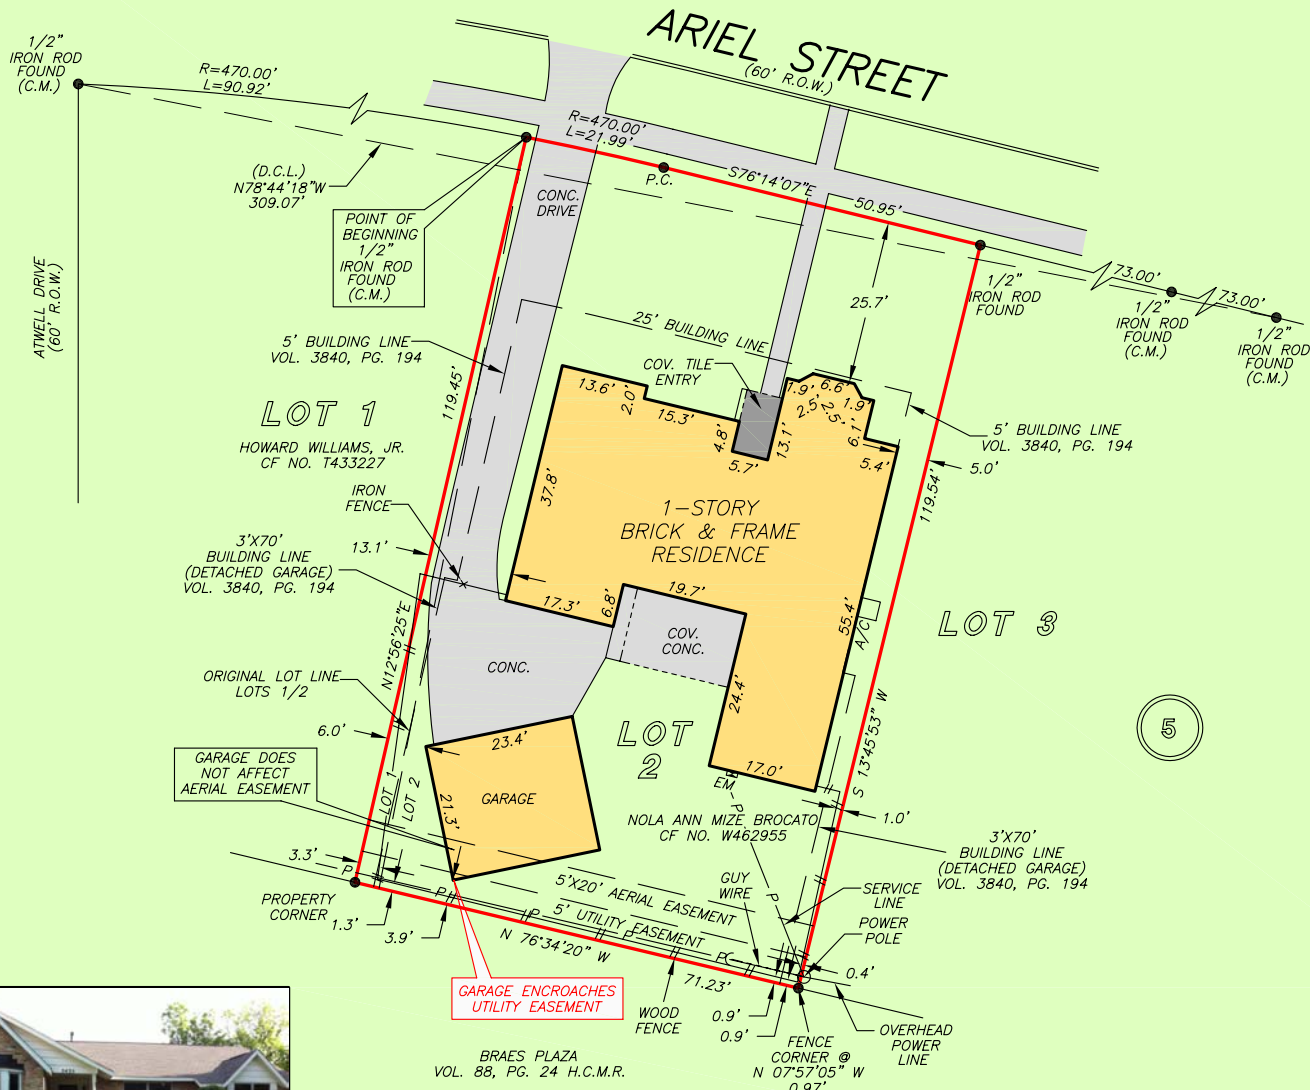 ARIEL STREET
(60' R.O.W.)
1/2"
IRON ROD
FOUND
(C.M.)
R=470.00'
L=90.92'
R=470.00'
L=21.99'
P.C.
S76°14'07"E
50.95'
(D.C.L.)
N78°44'18"W
309.07'
POINT OF
BEGINNING
1/2"
IRON ROD
FOUND
(C.M.)
CONC.
DRIVE
ATWELL DRIVE
(60' R.O.W.)
25.7'
1/2"
IRON ROD
FOUND
73.00'
1/2"
IRON ROD
FOUND
(C.M.)
73.00'
1/2"
IRON ROD
FOUND
(C.M.)
25' BUILDING LINE
5' BUILDING LINE
VOL. 3840, PG. 194
COV. TILE
ENTRY
119.45'
LOT 1
HOWARD WILLIAMS, JR.
CF NO. T433227
13.6'
2.0'
15.3'
4.8'
5.7'
13.1'
1.9'
2.5'
6.6'
2.5'
1.9'
6.1'
5.4'
5' BUILDING LINE
VOL. 3840, PG. 194
5.0'
119.54'
IRON
FENCE
37.8'
1-STORY
BRICK & FRAME
RESIDENCE
3'X70'
BUILDING LINE
(DETACHED GARAGE)
VOL. 3840, PG. 194
13.1'
17.3'
6.8'
19.7'
COV.
CONC.
55.4'
A/C
LOT 3
N12°56'25"E
CONC.
ORIGINAL LOT LINE
LOTS 1/2
24.4'
LOT
2
S 13°45'53" W
5
6.0'
23.4'
GARAGE DOES
NOT AFFECT
AERIAL EASEMENT
LOT 1
LOT 2
21.3'
GARAGE
17.0'
EM
P
NOLA ANN MIZE BROCATO
CF NO. W462955
1.0'
3'X70'
BUILDING LINE
(DETACHED GARAGE)
VOL. 3840, PG. 194
3.3'
P
PROPERTY
CORNER
1.3'
3.9'
P
P
P
P
P
5'X20' AERIAL EASEMENT
5' UTILITY EASEMENT
GUY
WIRE
SERVICE
LINE
POWER
POLE
N 76°34'20" W
71.23'
0.4'
GARAGE ENCROACHES
UTILITY EASEMENT
WOOD
FENCE
0.9'
0.9'
FENCE
CORNER @
N 07°57'05" W
0.97'
OVERHEAD
POWER
LINE
BRAES PLAZA
VOL. 88, PG. 24 H.C.M.R.